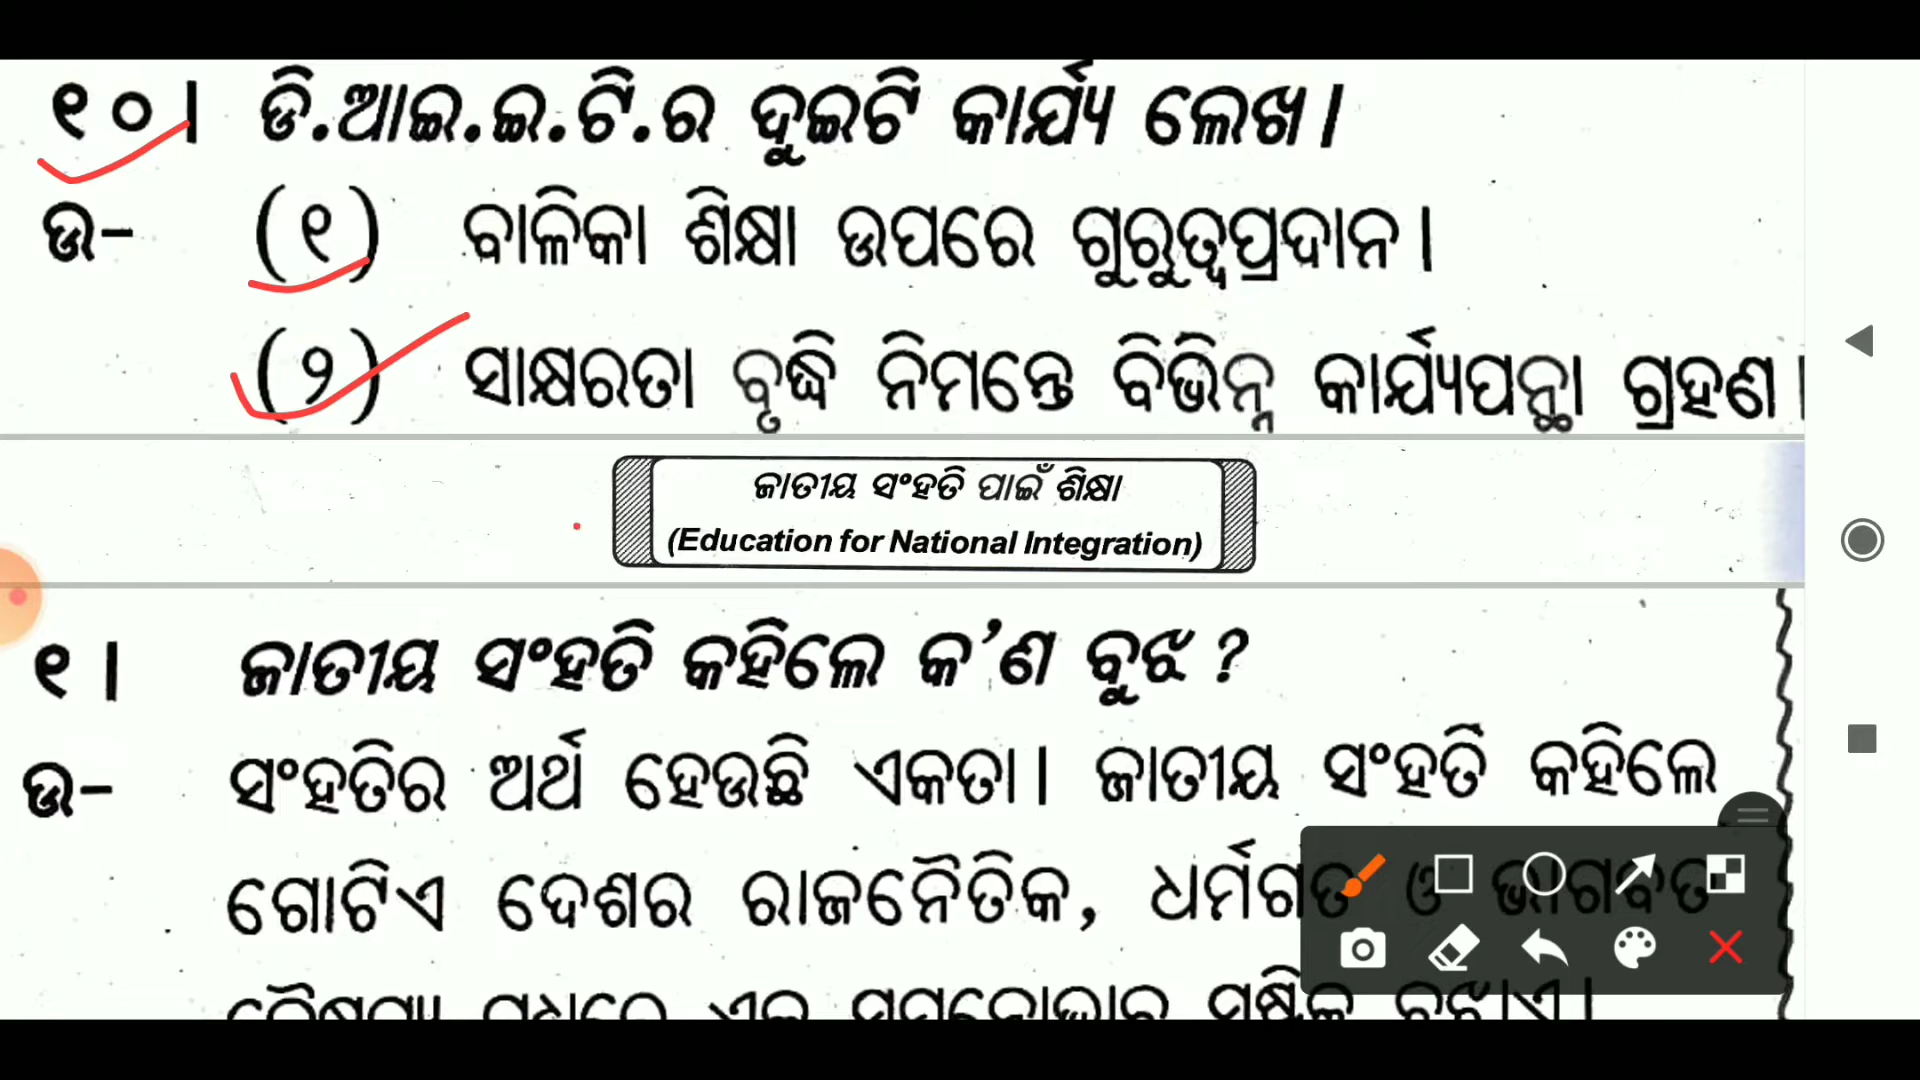 ୧୦। ଡି.ଆଇ.ଇ.ଟି.ର ଦୁଇଟି କାର୍ଯ୍ୟ ଲେଖ।
ଉ- (୧) ବାଳିକା ଶିକ୍ଷା ଉପରେ ଗୁରୁତ୍ୱପ୍ରଦାନ।
(୨) ସାକ୍ଷରତା ବୃଦ୍ଧି ନିମନ୍ତେ ବିଭିନ୍ନ କାର୍ଯ୍ୟପନ୍ଥା ଗ୍ରହଣ।
ଜାତୀୟ ସଂହତି ପାଇଁ ଶିକ୍ଷା
(Education for National Integration)
୧। ଜାତୀୟ ସଂହତି କହିଲେ କ'ଣ ବୁଝ ?
ଉ- ସଂହତିର ଅର୍ଥ ହେଉଛି ଏକତା। ଜାତୀୟ ସଂହତି କହିଲେ
ଗୋଟିଏ ଦେଶର ରାଜନୈତିକ, ଧର୍ମଗତ ଓ ଭାଗବତ